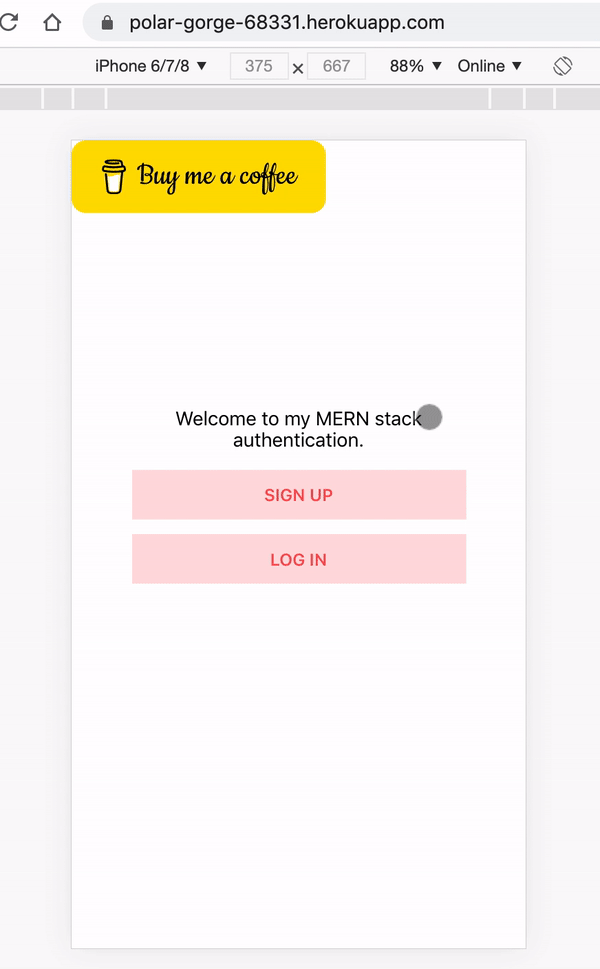 polar-gorge-68331.herokuapp.com
iPhone 6/7/8 ▼ 375 × 667 88% ▼ Online ▼
Buy me a coffee
Welcome to my MERN stack
authentication.
SIGN UP
LOG IN